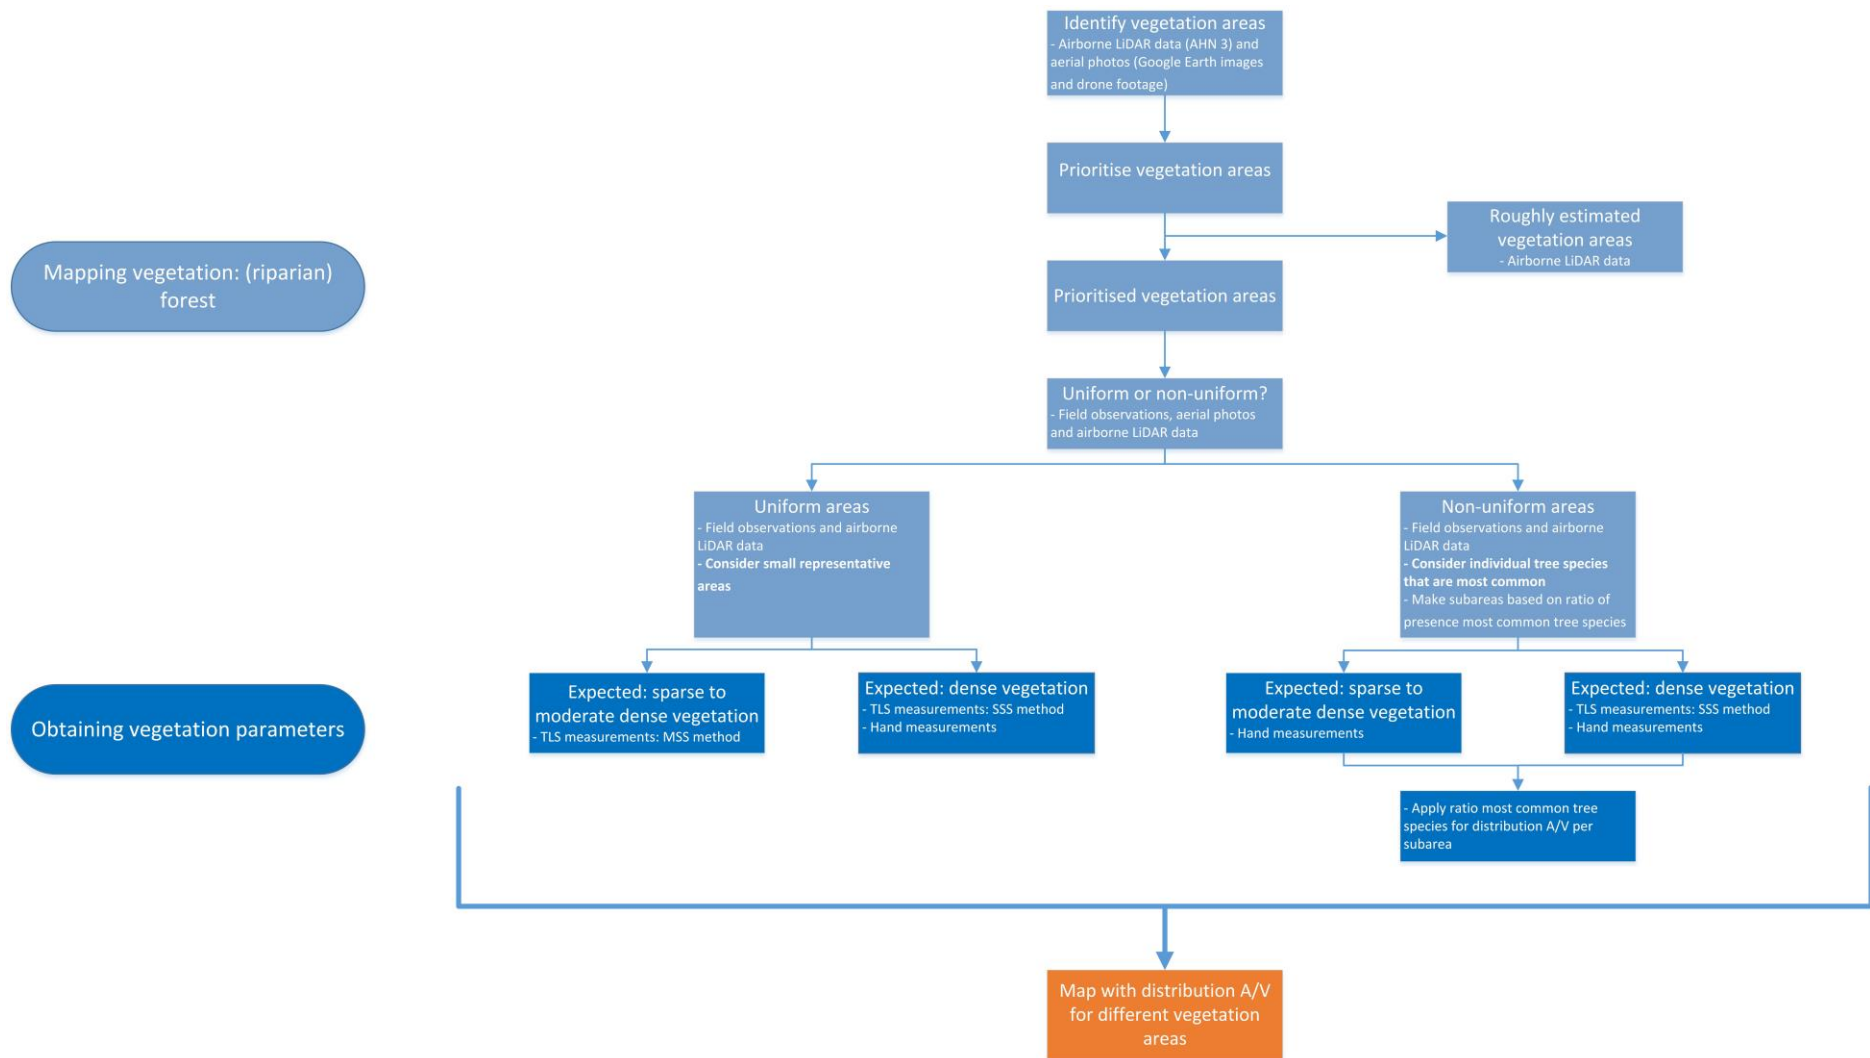 Identify vegetation areas
- Airborne LiDAR data (AHN 3) and
aerial photos (Google Earth images
and drone footage)
Prioritise vegetation areas
Roughly estimated
vegetation areas
- Airborne LiDAR data
Mapping vegetation: (riparian)
forest
Prioritised vegetation areas
Uniform or non-uniform?
- Field observations, aerial photos
and airborne LiDAR data
Uniform areas
- Field observations and airborne
LiDAR data
- Consider small representative
areas
Non-uniform areas
- Field observations and airborne
LiDAR data
- Consider individual tree species
that are most common
- Make subareas based on ratio of
presence most common tree species
Obtaining vegetation parameters
Expected: sparse to
moderate dense vegetation
- TLS measurements: MSS method
Expected: dense vegetation
- TLS measurements: SSS method
- Hand measurements
Expected: sparse to
moderate dense vegetation
- Hand measurements
Expected: dense vegetation
- TLS measurements: SSS method
- Hand measurements
- Apply ratio most common tree
species for distribution A/V per
subarea
Map with distribution A/V
for different vegetation
areas